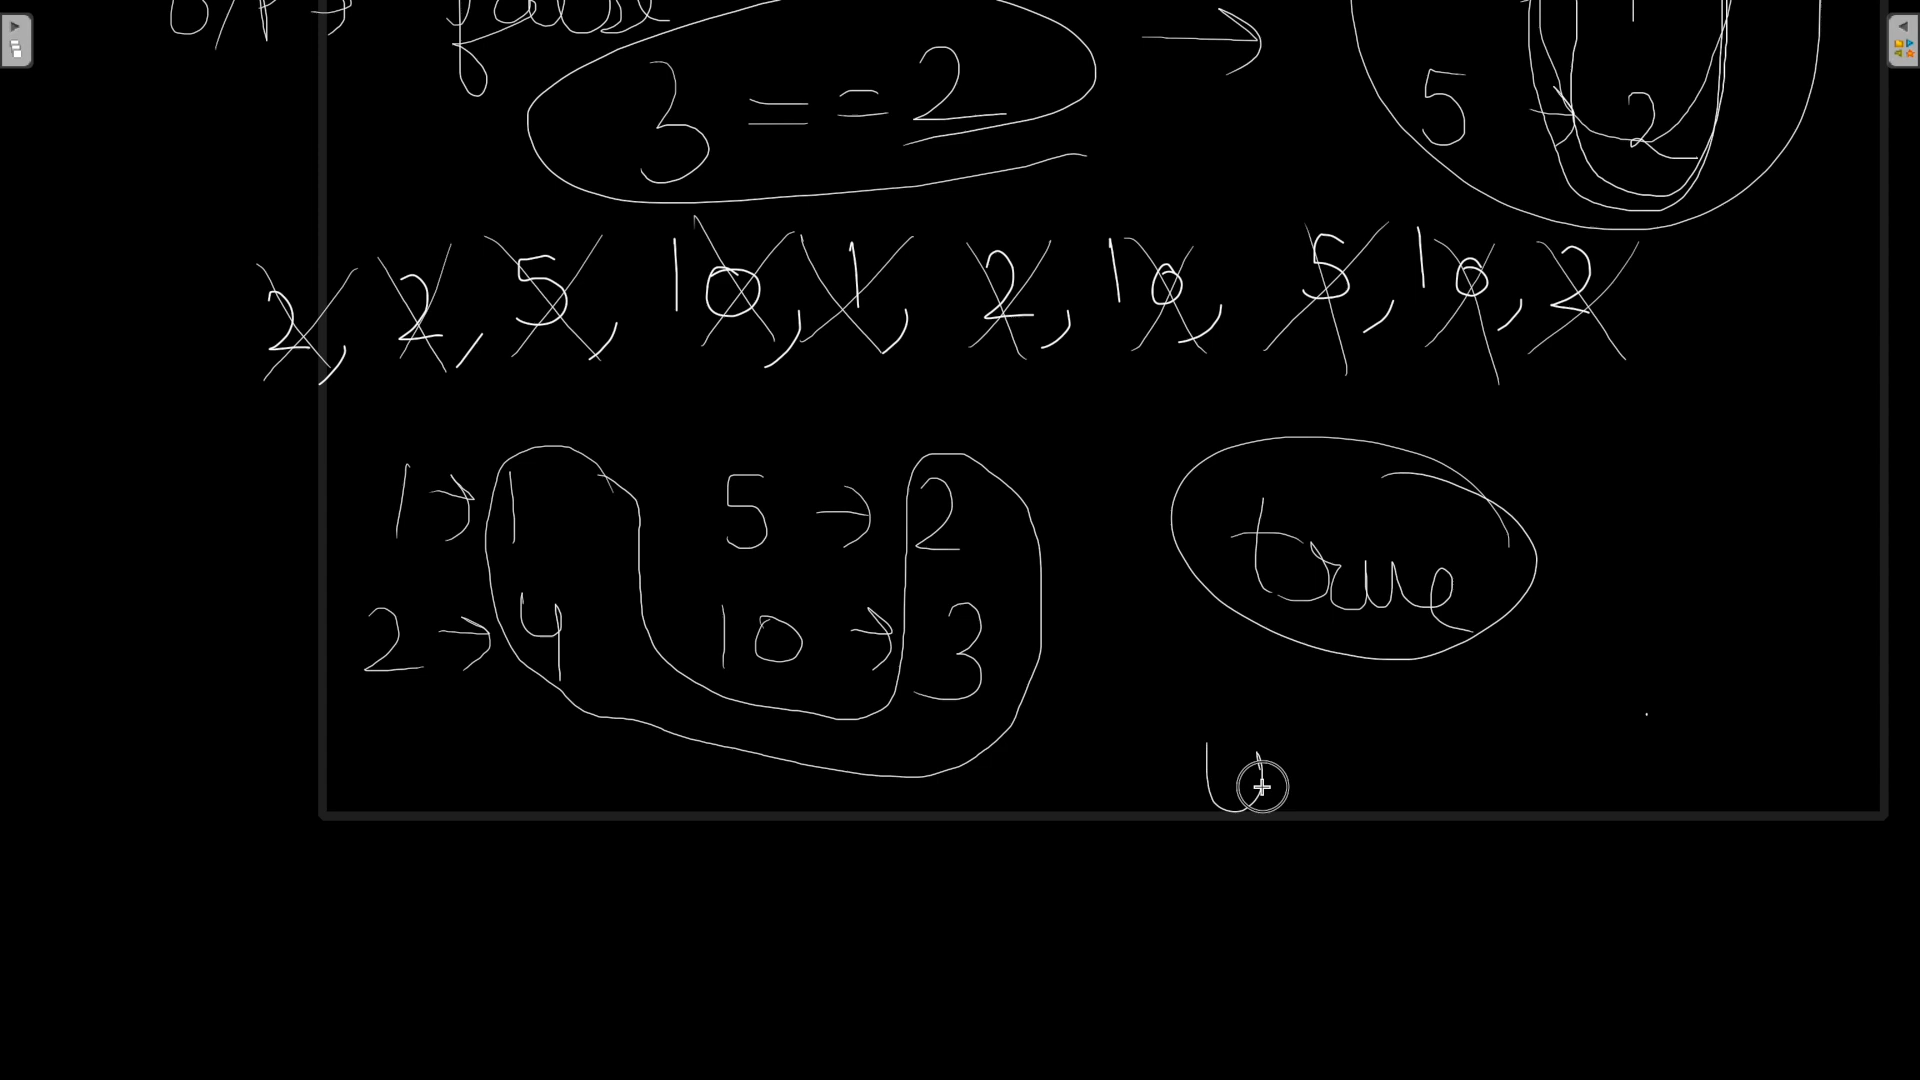 O/P → false
3 == 2 →
5 → 2
2, 2, 5, 10, 1, 2, 10, 5, 10, 2
1 → 1 5 → 2
true
2 → 4 10 → 3